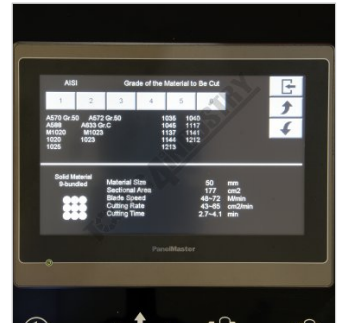 AISI Grade of the Material to Be Cut
1 2 3 4 5
A570 Gr.50 A572 Gr.50 1035 1040
A588 A633 Gr.C 1045 1117
M1020 M1023 1137 1141
1020 1023 1144 1212
1025 1213
Solid Material
9-bundled
Material Size 50 mm
Sectional Area 177 cm2
Blade Speed 48~72 M/min
Cutting Rate 43~65 cm2/min
Cutting Time 2.7~4.1 min
PanelMaster